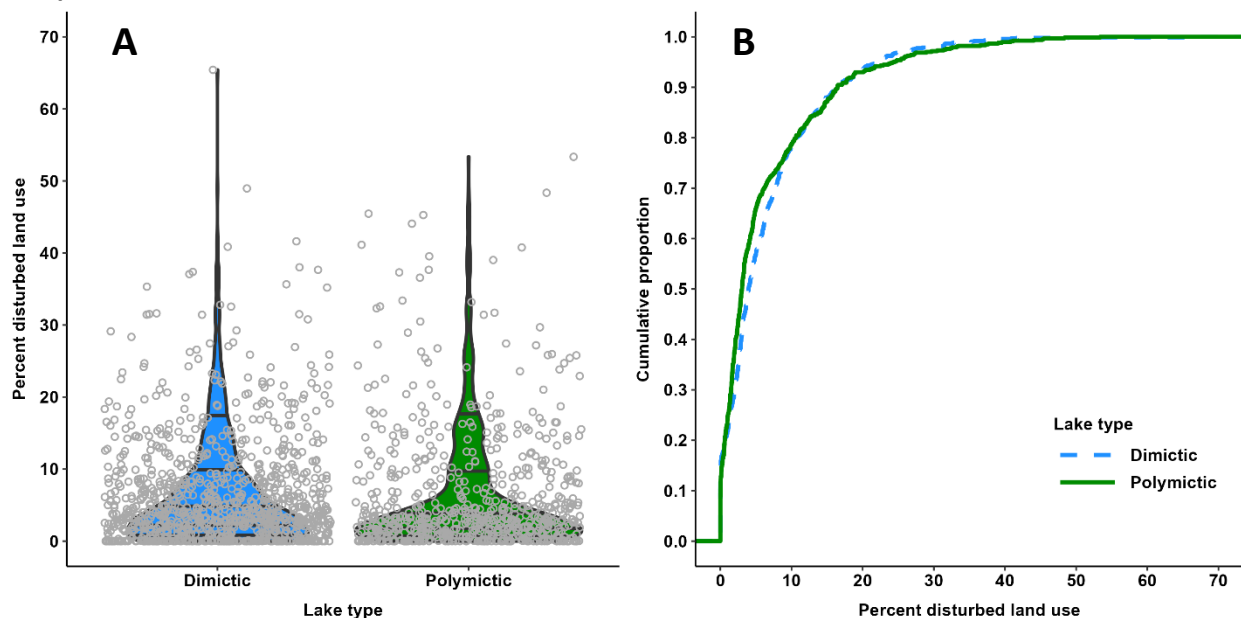 A
Percent disturbed land use
70
60
50
40
30
20
10
0
Dimictic Polymictic
Lake type
B
Cumulative proportion
1.0
0.9
0.8
0.7
0.6
0.5
0.4
0.3
0.2
0.1
0.0
Lake type
Dimictic
Polymictic
0 10 20 30 40 50 60 70
Percent disturbed land use